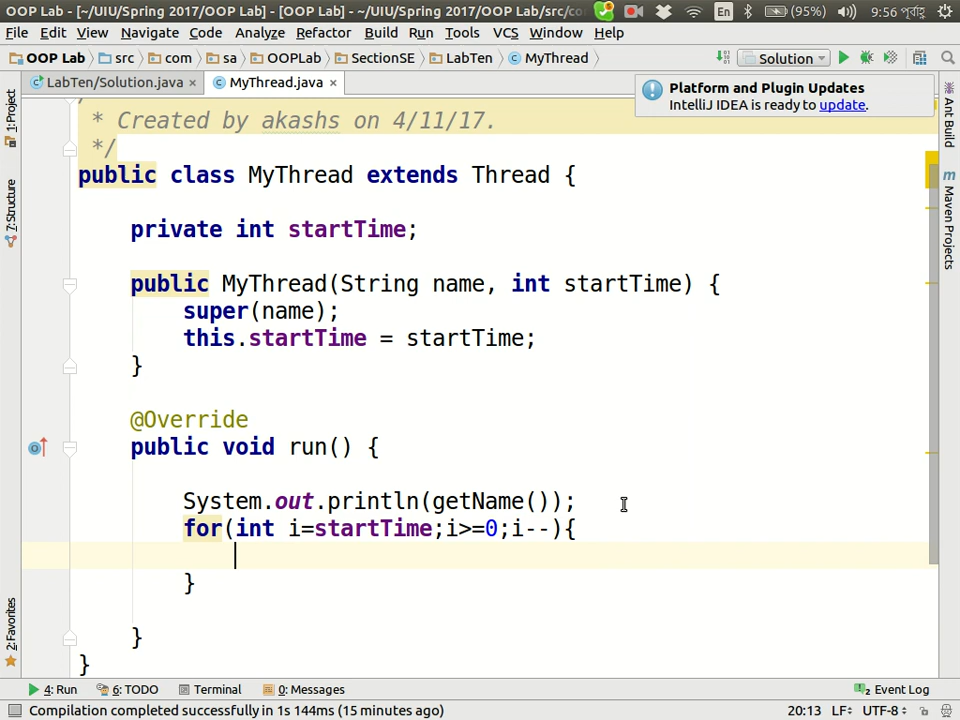 OOP Lab - [~/UIU/Spring 2017/OOP Lab] - [OOP Lab] - ~/UIU/Spring 2017/OOP Lab/src/co
En
(95%)
9:56 পূর্বাহ্ন
File Edit View Navigate Code Analyze Refactor Build Run Tools VCS Window Help
OOP Lab src com sa OOPLab SectionSE LabTen MyThread Solution
LabTen/Solution.java × MyThread.java ×
Platform and Plugin Updates
IntelliJ IDEA is ready to update.
1: Project
7: Structure
2: Favorites
Ant Build
m Maven Projects
* Created by akashs on 4/11/17.
*/
public class MyThread extends Thread {
private int startTime;
public MyThread(String name, int startTime) {
super(name);
this.startTime = startTime;
}
@Override
public void run() {
System.out.println(getName());
for(int i=startTime;i>=0;i--){
}
}
}
4: Run 6: TODO Terminal 0: Messages 2 Event Log
Compilation completed successfully in 1s 144ms (15 minutes ago) 20:13 LF÷ UTF-8÷